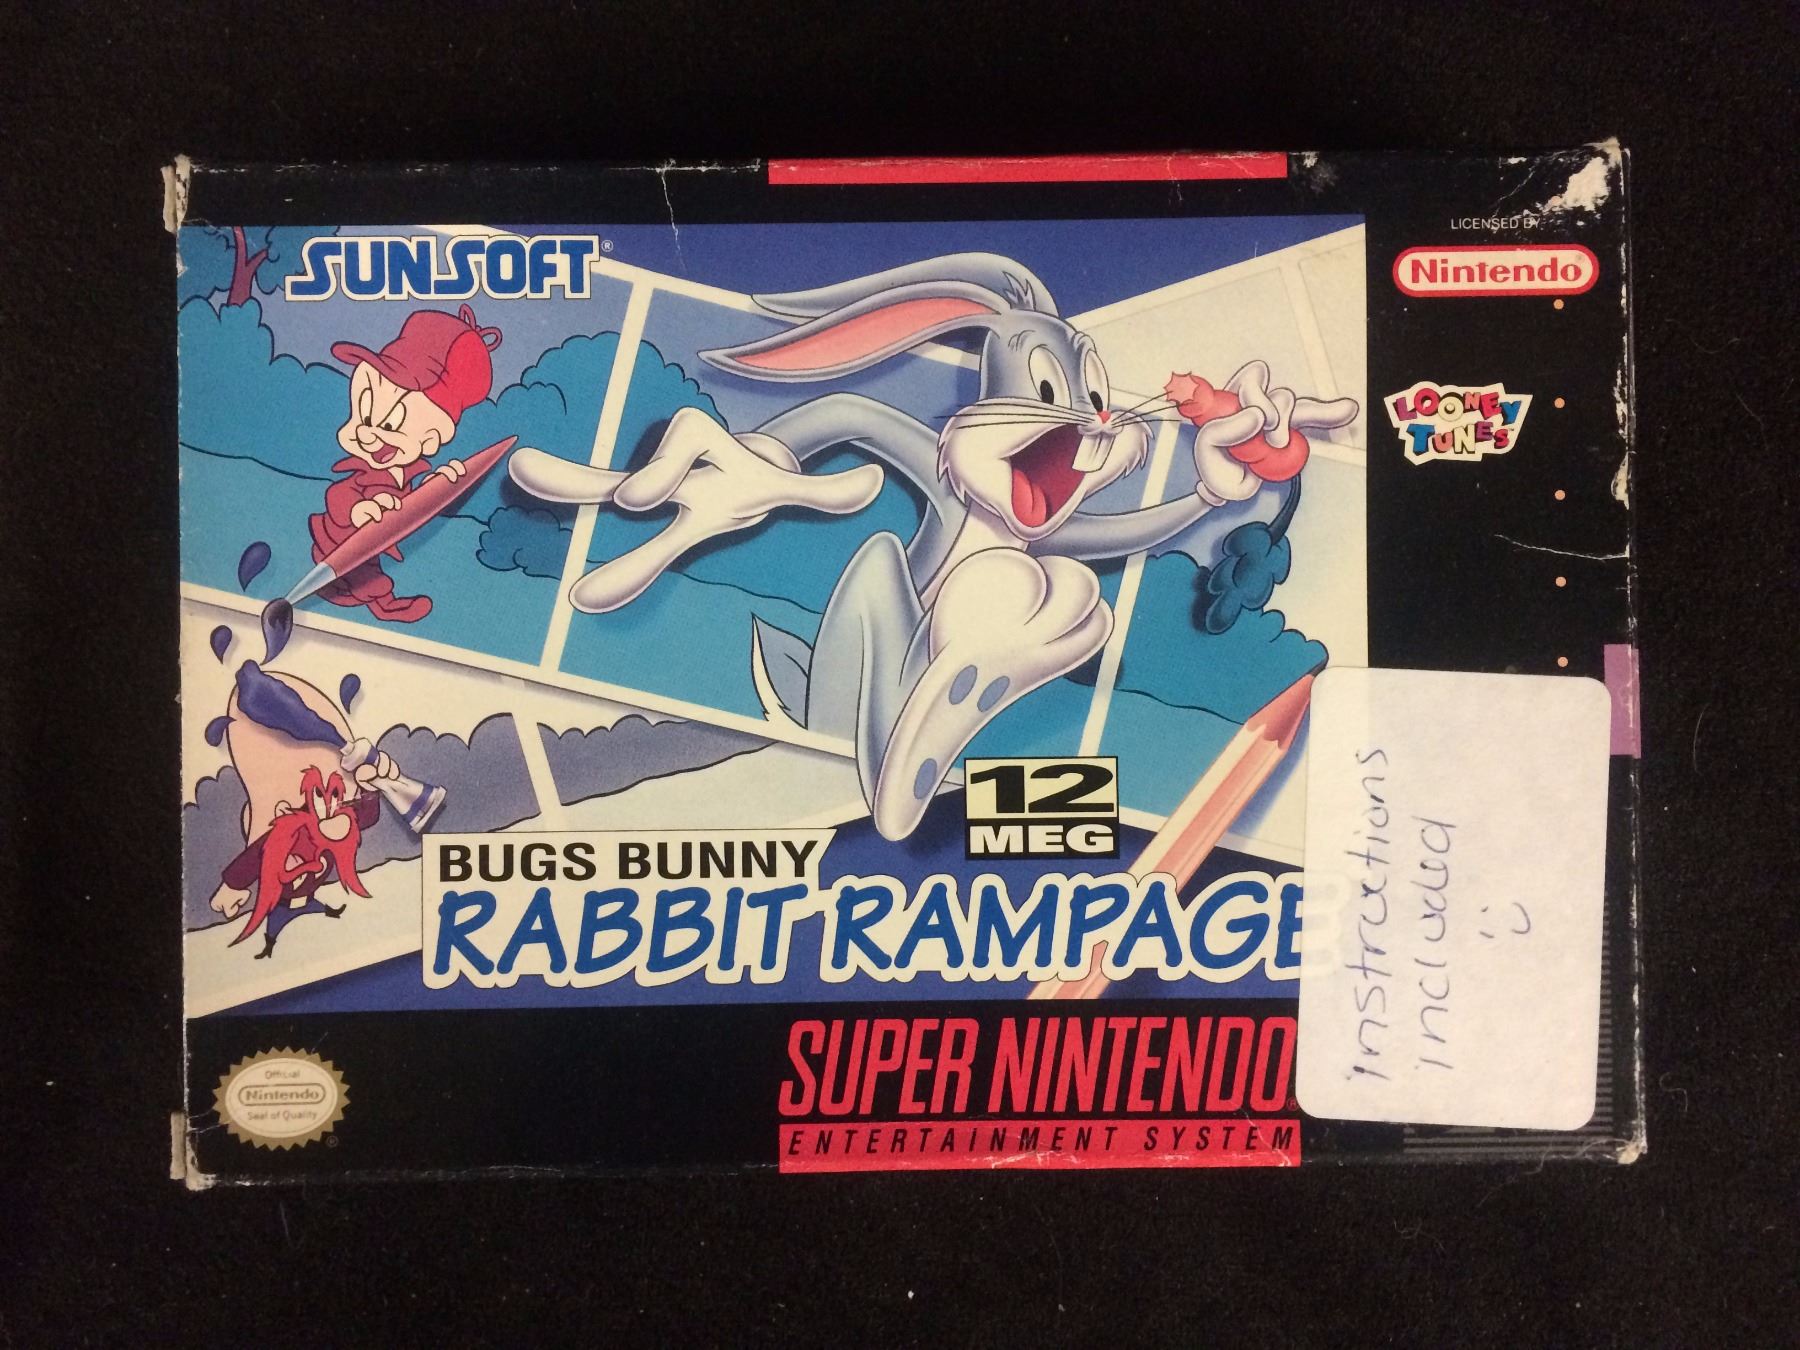 SUNSOFT®
LICENSED BY
Nintendo
LOONEY
TUNES
12
MEG
BUGS BUNNY
RABBIT RAMPAGE
SUPER NINTENDO
ENTERTAINMENT SYSTEM
Official
Nintendo
Seal of Quality
®
instructions
included
:)